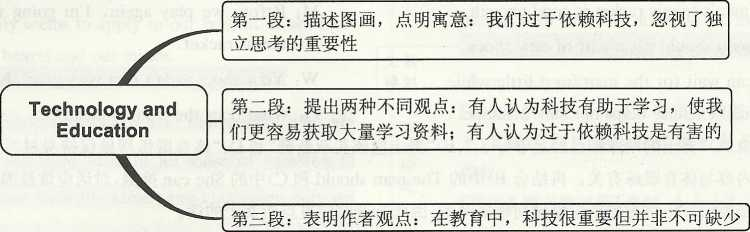 第一段：描述图画，点明寓意：我们过于依赖科技，忽视了独
立思考的重要性
Technology and
Education
第二段：提出两种不同观点：有人认为科技有助于学习，使我
们更容易获取大量学习资料；有人认为过于依赖科技是有害的
第三段：表明作者观点：在教育中，科技很重要但并非不可缺少